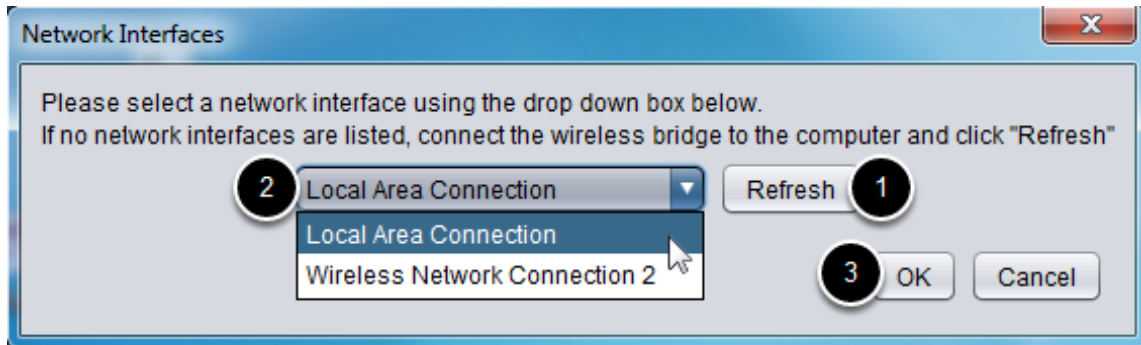 Network Interfaces
X
Please select a network interface using the drop down box below.
If no network interfaces are listed, connect the wireless bridge to the computer and click "Refresh"
2 Local Area Connection Refresh 1
Local Area Connection
Wireless Network Connection 2
3 OK Cancel